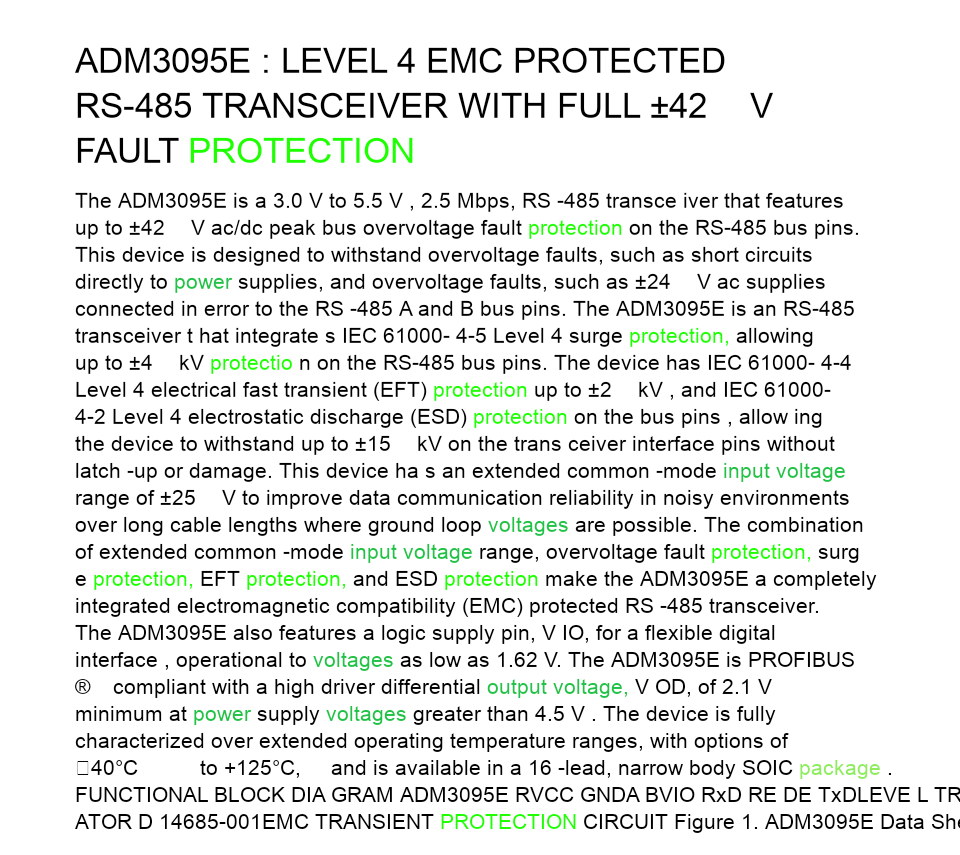 ADM3095E : LEVEL 4 EMC PROTECTED
RS-485 TRANSCEIVER WITH FULL ±42 V
FAULT PROTECTION
The ADM3095E is a 3.0 V to 5.5 V , 2.5 Mbps, RS -485 transce iver that features
up to ±42 V ac/dc peak bus overvoltage fault protection on the RS-485 bus pins.
This device is designed to withstand overvoltage faults, such as short circuits
directly to power supplies, and overvoltage faults, such as ±24 V ac supplies
connected in error to the RS -485 A and B bus pins. The ADM3095E is an RS-485
transceiver t hat integrate s IEC 61000- 4-5 Level 4 surge protection, allowing
up to ±4 kV protectio n on the RS-485 bus pins. The device has IEC 61000- 4-4
Level 4 electrical fast transient (EFT) protection up to ±2 kV , and IEC 61000-
4-2 Level 4 electrostatic discharge (ESD) protection on the bus pins , allow ing
the device to withstand up to ±15 kV on the trans ceiver interface pins without
latch -up or damage. This device ha s an extended common -mode input voltage
range of ±25 V to improve data communication reliability in noisy environments
over long cable lengths where ground loop voltages are possible. The combination
of extended common -mode input voltage range, overvoltage fault protection, surg
e protection, EFT protection, and ESD protection make the ADM3095E a completely
integrated electromagnetic compatibility (EMC) protected RS -485 transceiver.
The ADM3095E also features a logic supply pin, V IO, for a flexible digital
interface , operational to voltages as low as 1.62 V. The ADM3095E is PROFIBUS
® compliant with a high driver differential output voltage, V OD, of 2.1 V
minimum at power supply voltages greater than 4.5 V . The device is fully
characterized over extended operating temperature ranges, with options of
□40°C to +125°C, and is available in a 16 -lead, narrow body SOIC package .
FUNCTIONAL BLOCK DIA GRAM ADM3095E RVCC GNDA BVIO RxD RE DE TxDLEVE L TR
ATOR D 14685-001EMC TRANSIENT PROTECTION CIRCUIT Figure 1. ADM3095E Data She